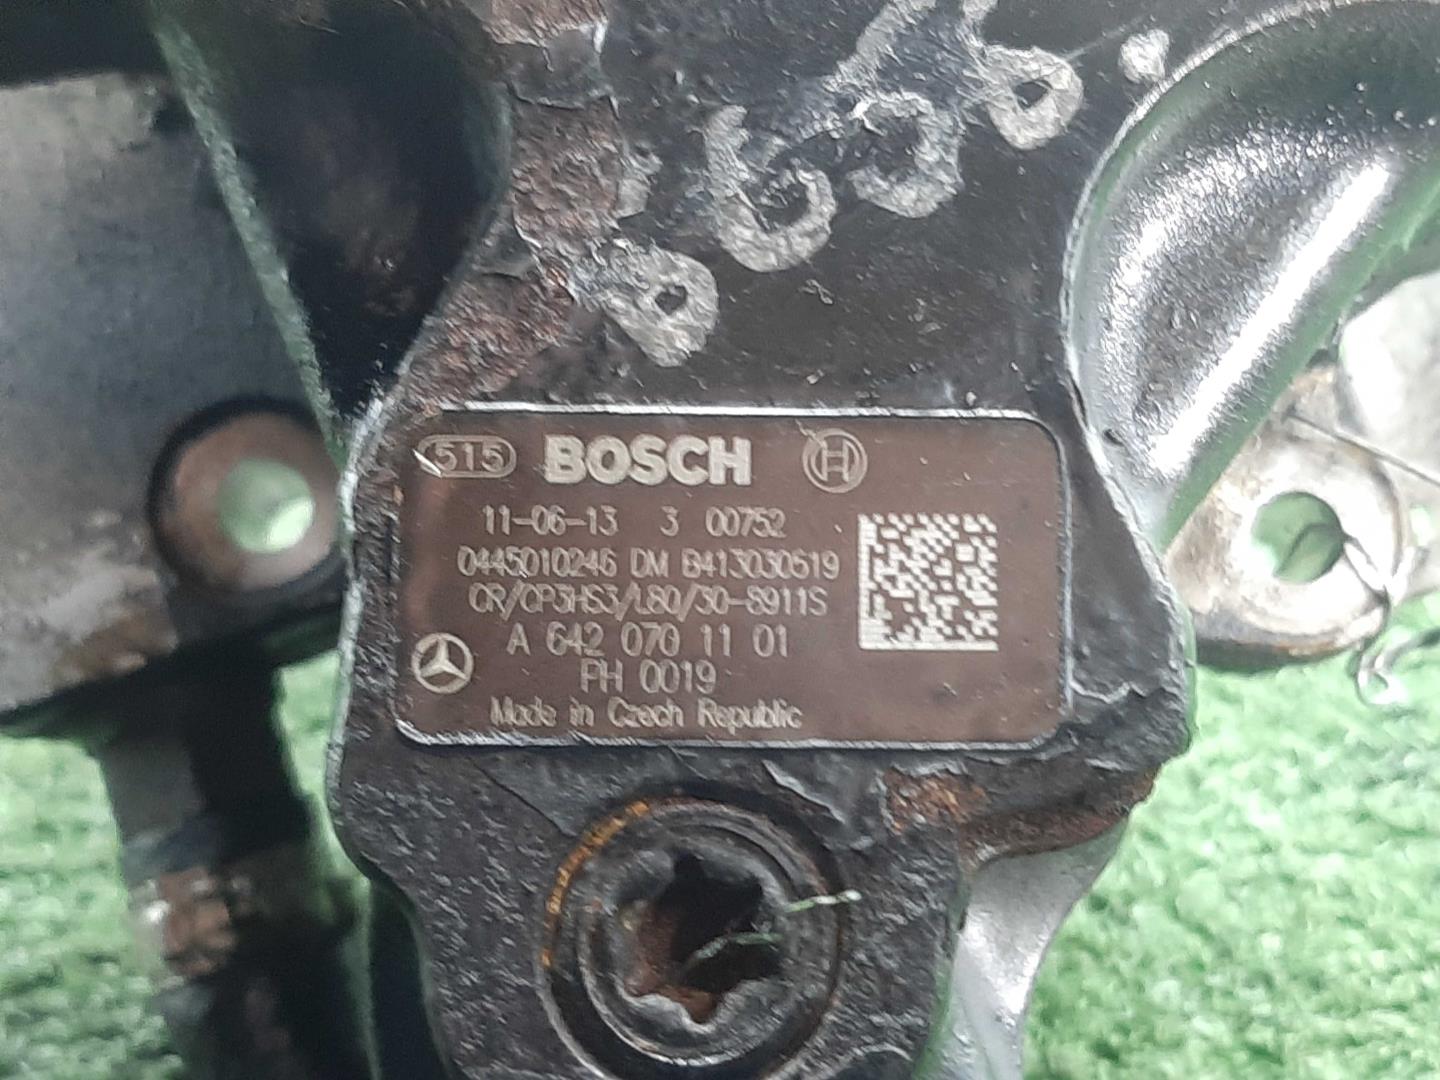 515 BOSCH
11-06-13 3 00752
0445010246 DM B413030519
CR/CP3HS3/L80/30-8911S
A 642 070 11 01
FH 0019
Made in Czech Republic